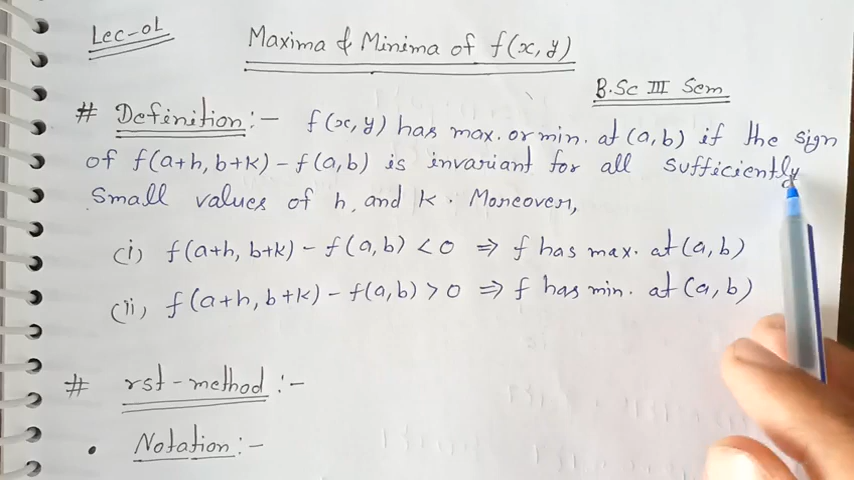 Lec-01
Maxima & Minima of f(x,y)
B.Sc III Sem
# Definition:- f(x,y) has max. or min. at (a,b) if the sign
of f(a+h, b+k) - f(a,b) is invariant for all sufficiently
small values of h, and k. Moreover,
(i) f(a+h, b+k) - f(a,b) < 0 ⇒ f has max. at (a,b)
(ii) f(a+h, b+k) - f(a,b) > 0 ⇒ f has min. at (a,b)
# rst-method:-
• Notation:-